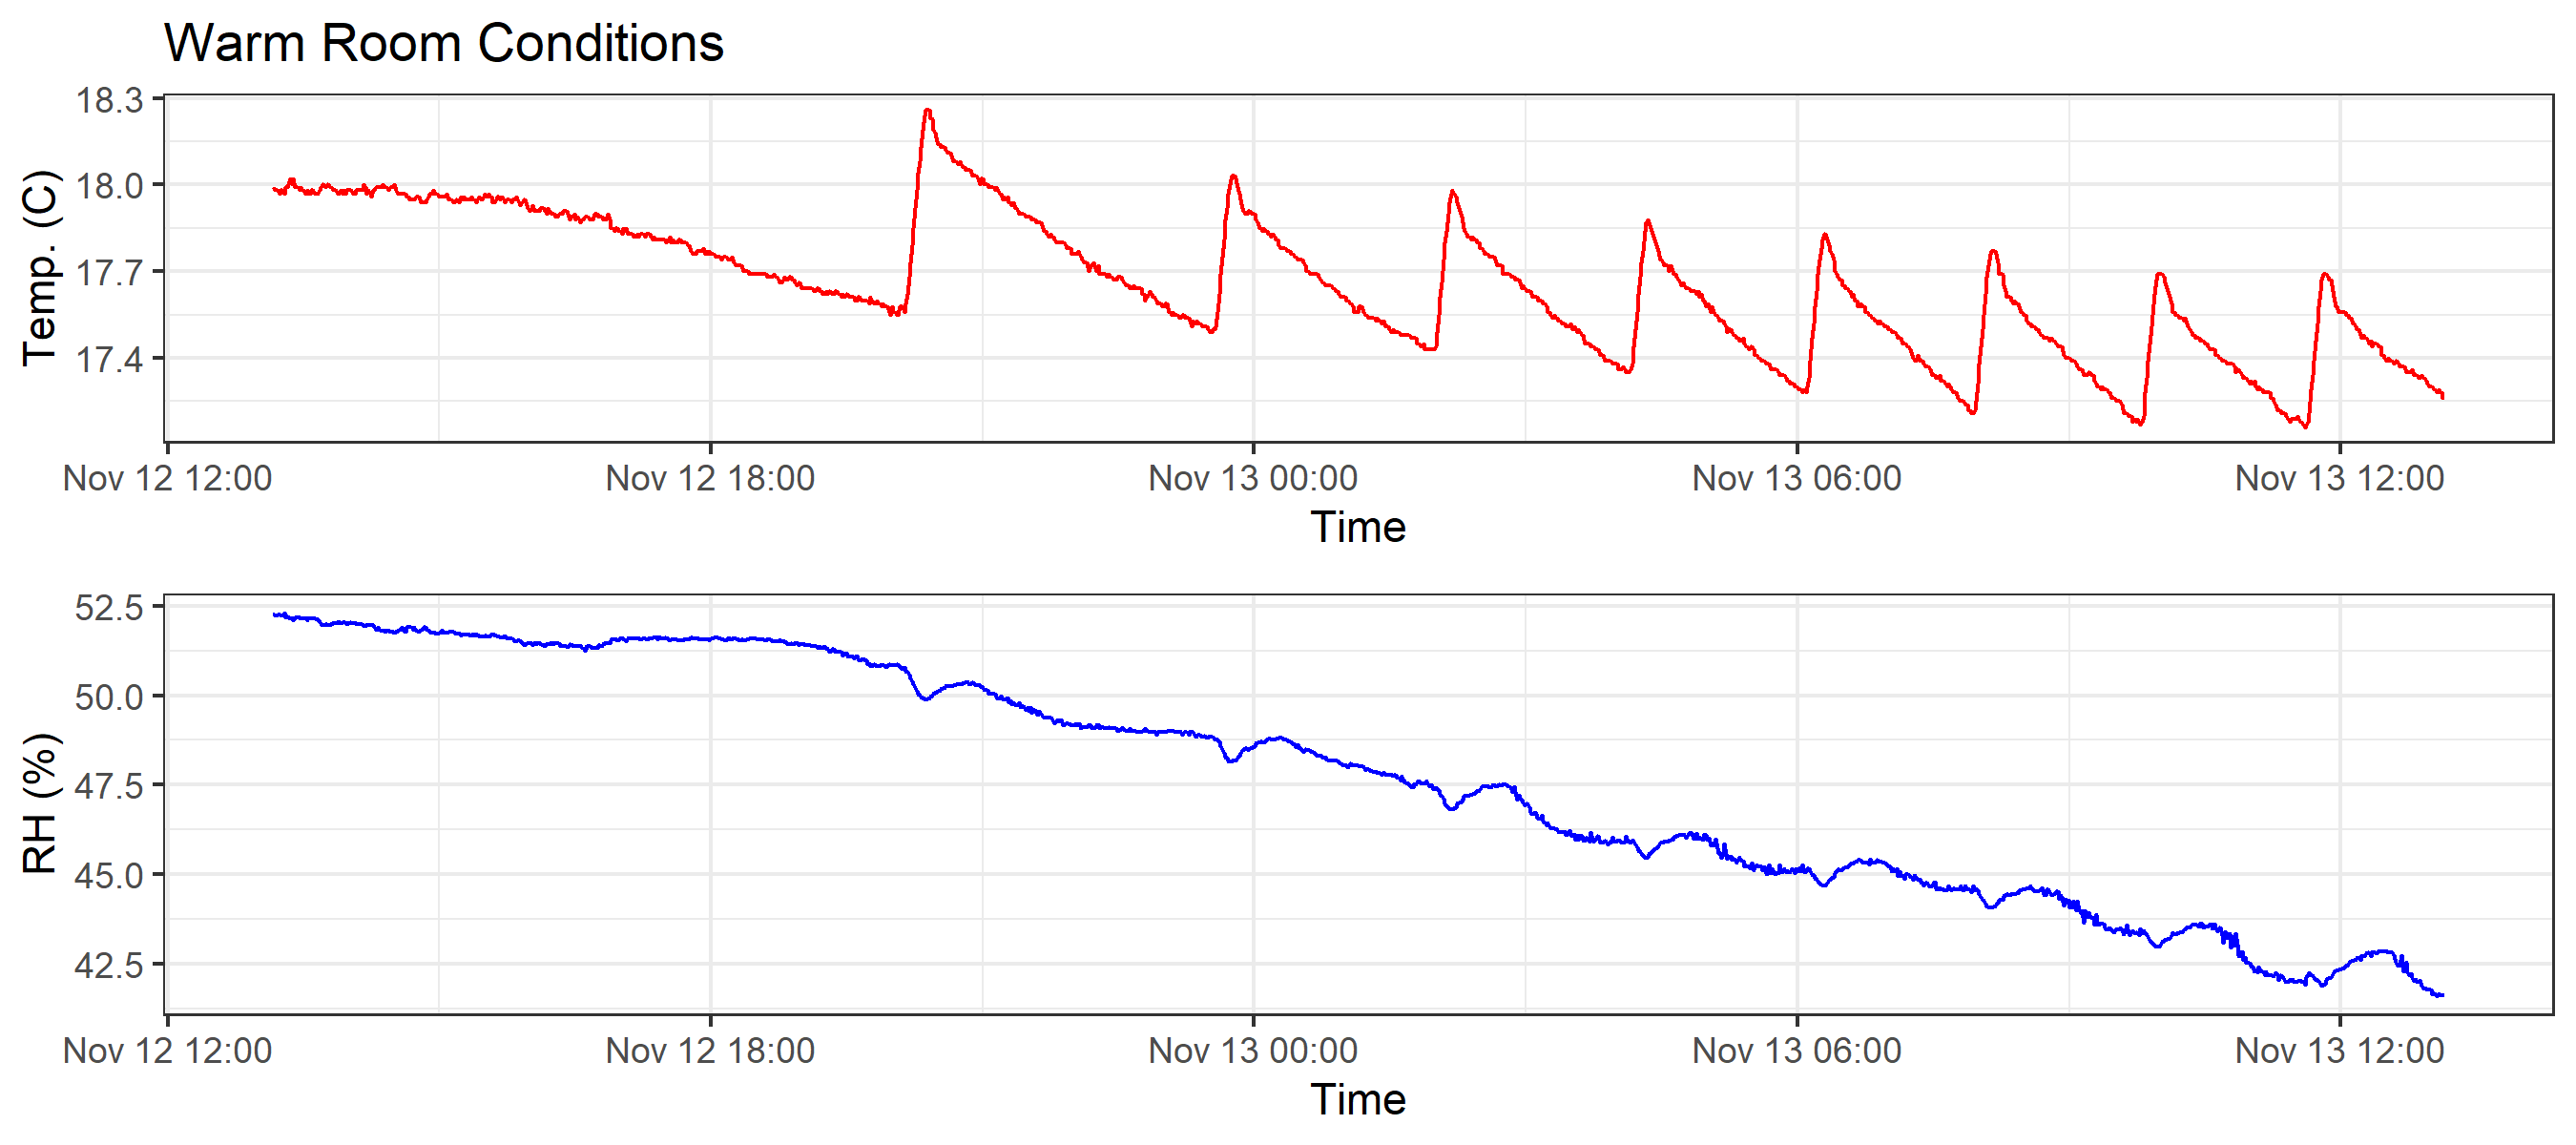 Warm Room Conditions
18.3
18.0
17.7
17.4
Temp. (C)
Nov 12 12:00 Nov 12 18:00 Nov 13 00:00 Nov 13 06:00 Nov 13 12:00
Time
52.5
50.0
47.5
45.0
42.5
RH (%)
Nov 12 12:00 Nov 12 18:00 Nov 13 00:00 Nov 13 06:00 Nov 13 12:00
Time